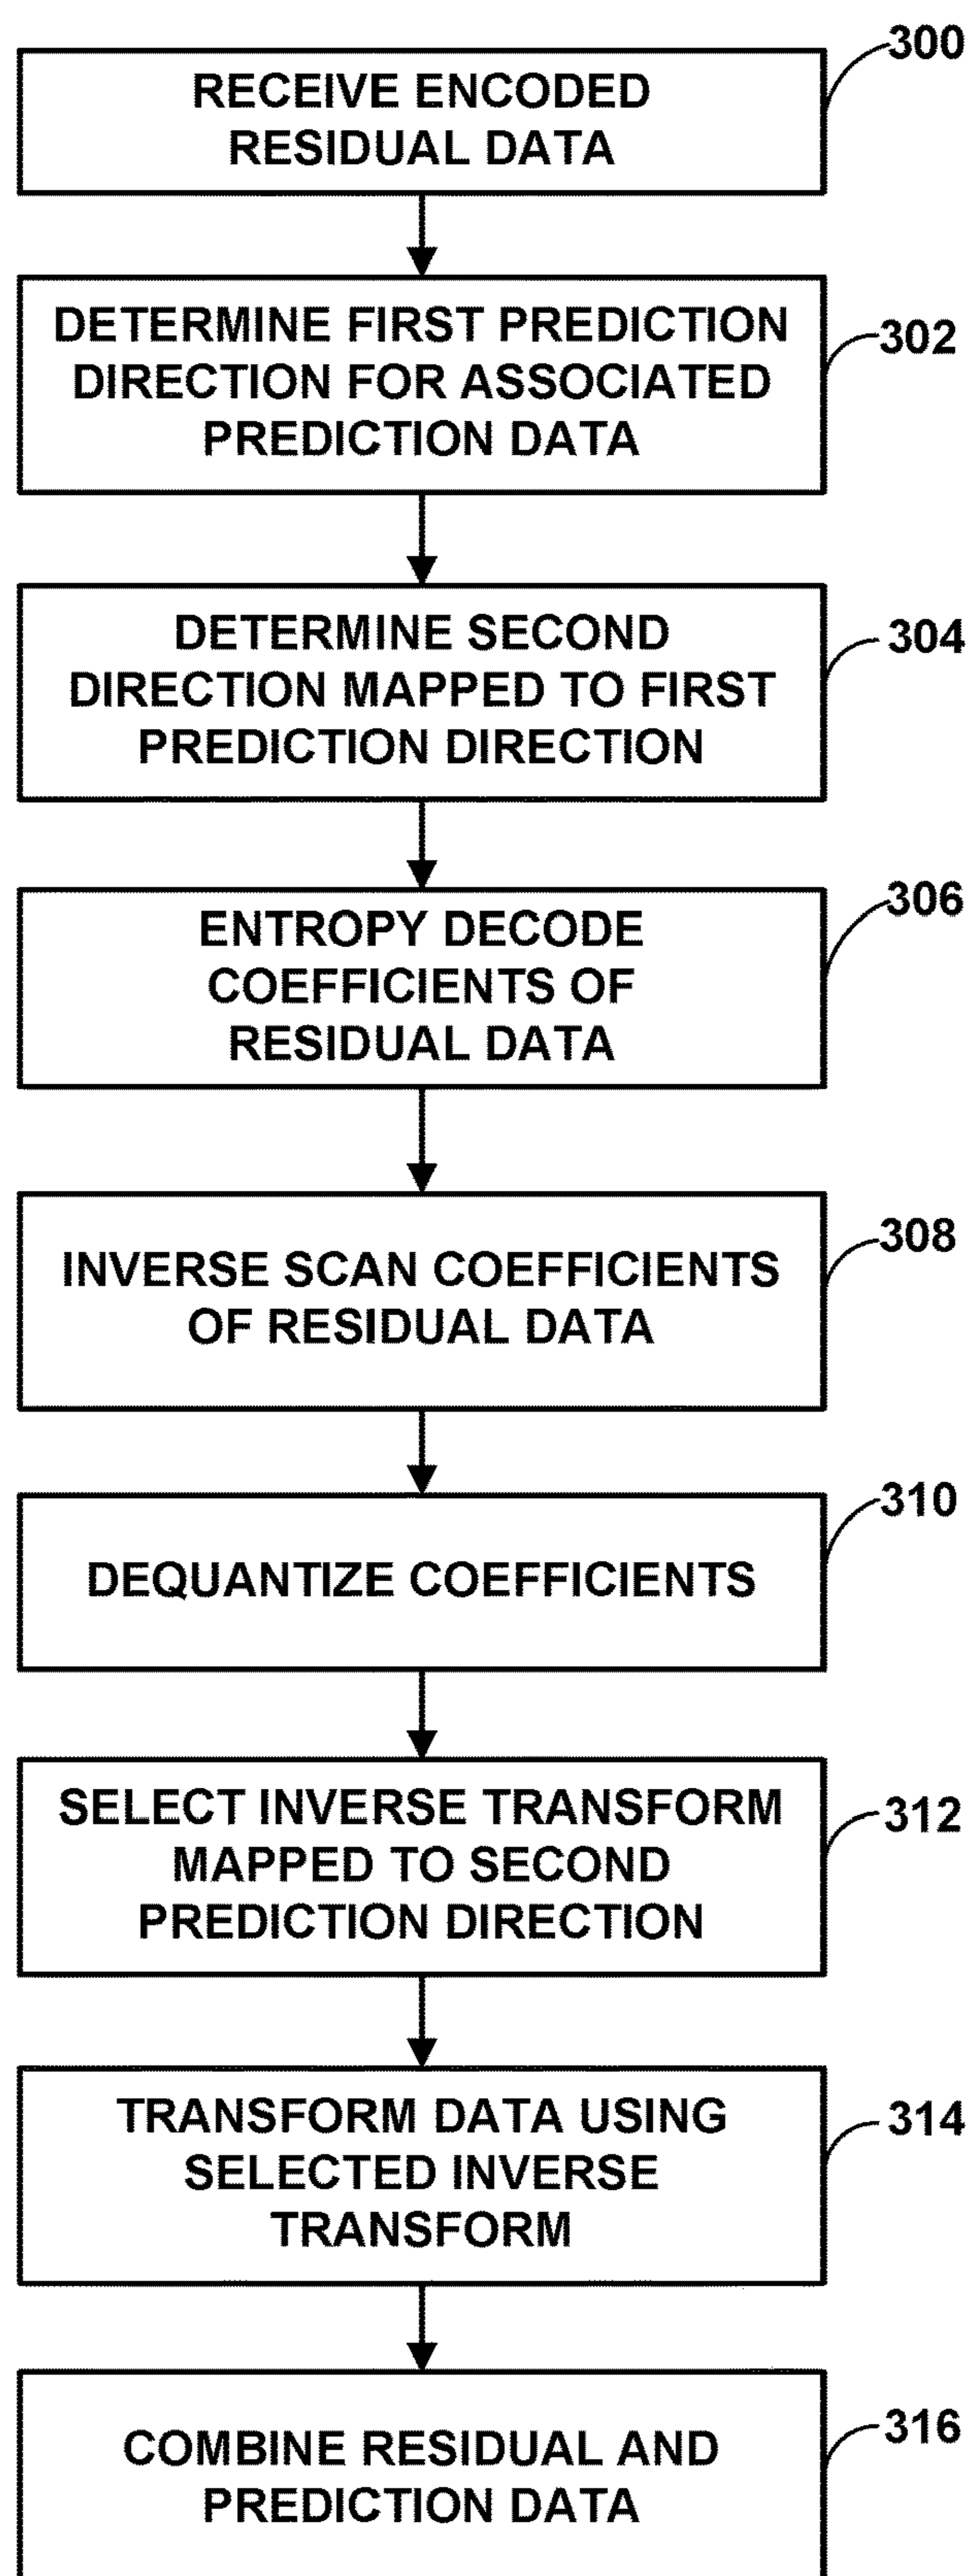 300
RECEIVE ENCODED
RESIDUAL DATA
302
DETERMINE FIRST PREDICTION
DIRECTION FOR ASSOCIATED
PREDICTION DATA
304
DETERMINE SECOND
DIRECTION MAPPED TO FIRST
PREDICTION DIRECTION
306
ENTROPY DECODE
COEFFICIENTS OF
RESIDUAL DATA
308
INVERSE SCAN COEFFICIENTS
OF RESIDUAL DATA
310
DEQUANTIZE COEFFICIENTS
312
SELECT INVERSE TRANSFORM
MAPPED TO SECOND
PREDICTION DIRECTION
314
TRANSFORM DATA USING
SELECTED INVERSE
TRANSFORM
316
COMBINE RESIDUAL AND
PREDICTION DATA